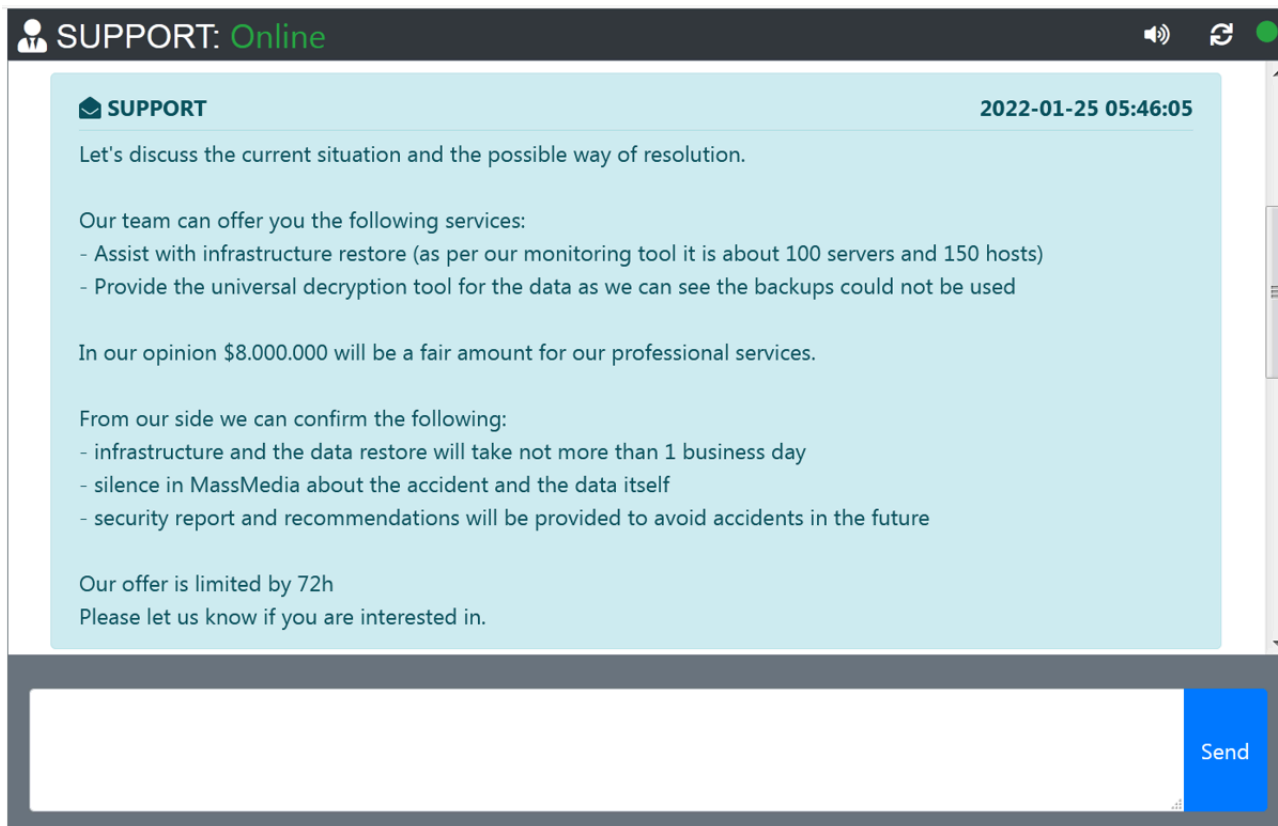 SUPPORT: Online
SUPPORT 2022-01-25 05:46:05
Let's discuss the current situation and the possible way of resolution.
Our team can offer you the following services:
- Assist with infrastructure restore (as per our monitoring tool it is about 100 servers and 150 hosts)
- Provide the universal decryption tool for the data as we can see the backups could not be used
In our opinion $8.000.000 will be a fair amount for our professional services.
From our side we can confirm the following:
- infrastructure and the data restore will take not more than 1 business day
- silence in MassMedia about the accident and the data itself
- security report and recommendations will be provided to avoid accidents in the future
Our offer is limited by 72h
Please let us know if you are interested in.
Send